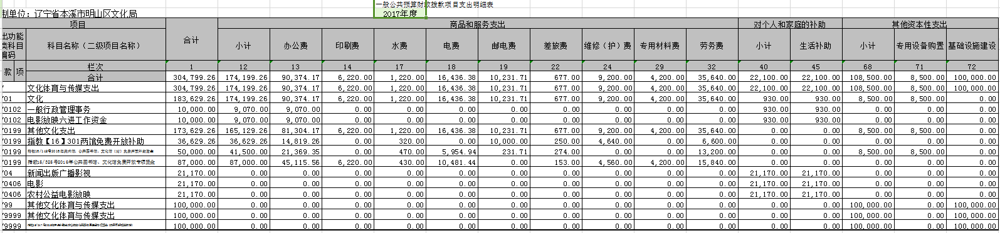 一般公共预算财政拨款项目支出明细表
制单位：辽宁省本溪市明山区文化局 2017年度
项目 合计 商品和服务支出 对个人和家庭的补助 其他资本性支出
出功能类科目编码 科目名称（二级项目名称） 小计 办公费 印刷费 水费 电费 邮电费 差旅费 维修（护）费 专用材料费 劳务费 小计 生活补助 小计 专用设备购置 基础设施建设
款 项 栏次 1 12 13 14 17 18 19 22 24 29 32 40 45 68 71 72
合计 304,799.26 174,199.26 90,374.17 6,220.00 1,220.00 16,436.38 10,231.71 677.00 9,200.00 4,200.00 35,640.00 22,100.00 22,100.00 108,500.00 8,500.00 100,000.00
文化体育与传媒支出 304,799.26 174,199.26 90,374.17 6,220.00 1,220.00 16,436.38 10,231.71 677.00 9,200.00 4,200.00 35,640.00 22,100.00 22,100.00 108,500.00 8,500.00 100,000.00
701 文化 183,629.26 174,199.26 90,374.17 6,220.00 1,220.00 16,436.38 10,231.71 677.00 9,200.00 4,200.00 35,640.00 930.00 930.00 8,500.00 8,500.00 0.00
70102 一般行政管理事务 10,000.00 9,070.00 9,070.00 0.00 0.00 0.00 0.00 0.00 0.00 0.00 0.00 930.00 930.00 0.00 0.00 0.00
70102 电影放映六进工作资金 10,000.00 9,070.00 9,070.00 0.00 0.00 0.00 0.00 0.00 0.00 0.00 0.00 930.00 930.00 0.00 0.00 0.00
70199 其他文化支出 173,629.26 165,129.26 81,304.17 6,220.00 1,220.00 16,436.38 10,231.71 677.00 9,200.00 4,200.00 35,640.00 0.00 0.00 8,500.00 8,500.00 0.00
70199 指教【16】301两馆免费开放补助 36,629.26 36,629.26 14,819.26 0.00 320.00 0.00 10,000.00 250.00 4,640.00 0.00 6,600.00 0.00 0.00 0.00 0.00 0.00
70199 50,000.00 41,500.00 21,369.35 0.00 470.00 5,954.94 231.71 274.00 0.00 0.00 13,200.00 0.00 0.00 8,500.00 8,500.00 0.00
70199 指教15/325号2016年公共图书馆、文化馆免费开放专项资金 87,000.00 87,000.00 45,115.56 6,220.00 430.00 10,481.44 0.00 153.00 4,560.00 4,200.00 15,840.00 0.00 0.00 0.00 0.00 0.00
704 新闻出版广播影视 21,170.00 0.00 0.00 0.00 0.00 0.00 0.00 0.00 0.00 0.00 0.00 21,170.00 21,170.00 0.00 0.00 0.00
70406 电影 21,170.00 0.00 0.00 0.00 0.00 0.00 0.00 0.00 0.00 0.00 0.00 21,170.00 21,170.00 0.00 0.00 0.00
70406 农村公益电影放映 21,170.00 0.00 0.00 0.00 0.00 0.00 0.00 0.00 0.00 0.00 0.00 21,170.00 21,170.00 0.00 0.00 0.00
799 其他文化体育与传媒支出 100,000.00 0.00 0.00 0.00 0.00 0.00 0.00 0.00 0.00 0.00 0.00 0.00 0.00 100,000.00 0.00 100,000.00
79999 其他文化体育与传媒支出 100,000.00 0.00 0.00 0.00 0.00 0.00 0.00 0.00 0.00 0.00 0.00 0.00 0.00 100,000.00 0.00 100,000.00
79999 100,000.00 0.00 0.00 0.00 0.00 0.00 0.00 0.00 0.00 0.00 0.00 0.00 0.00 100,000.00 0.00 100,000.00